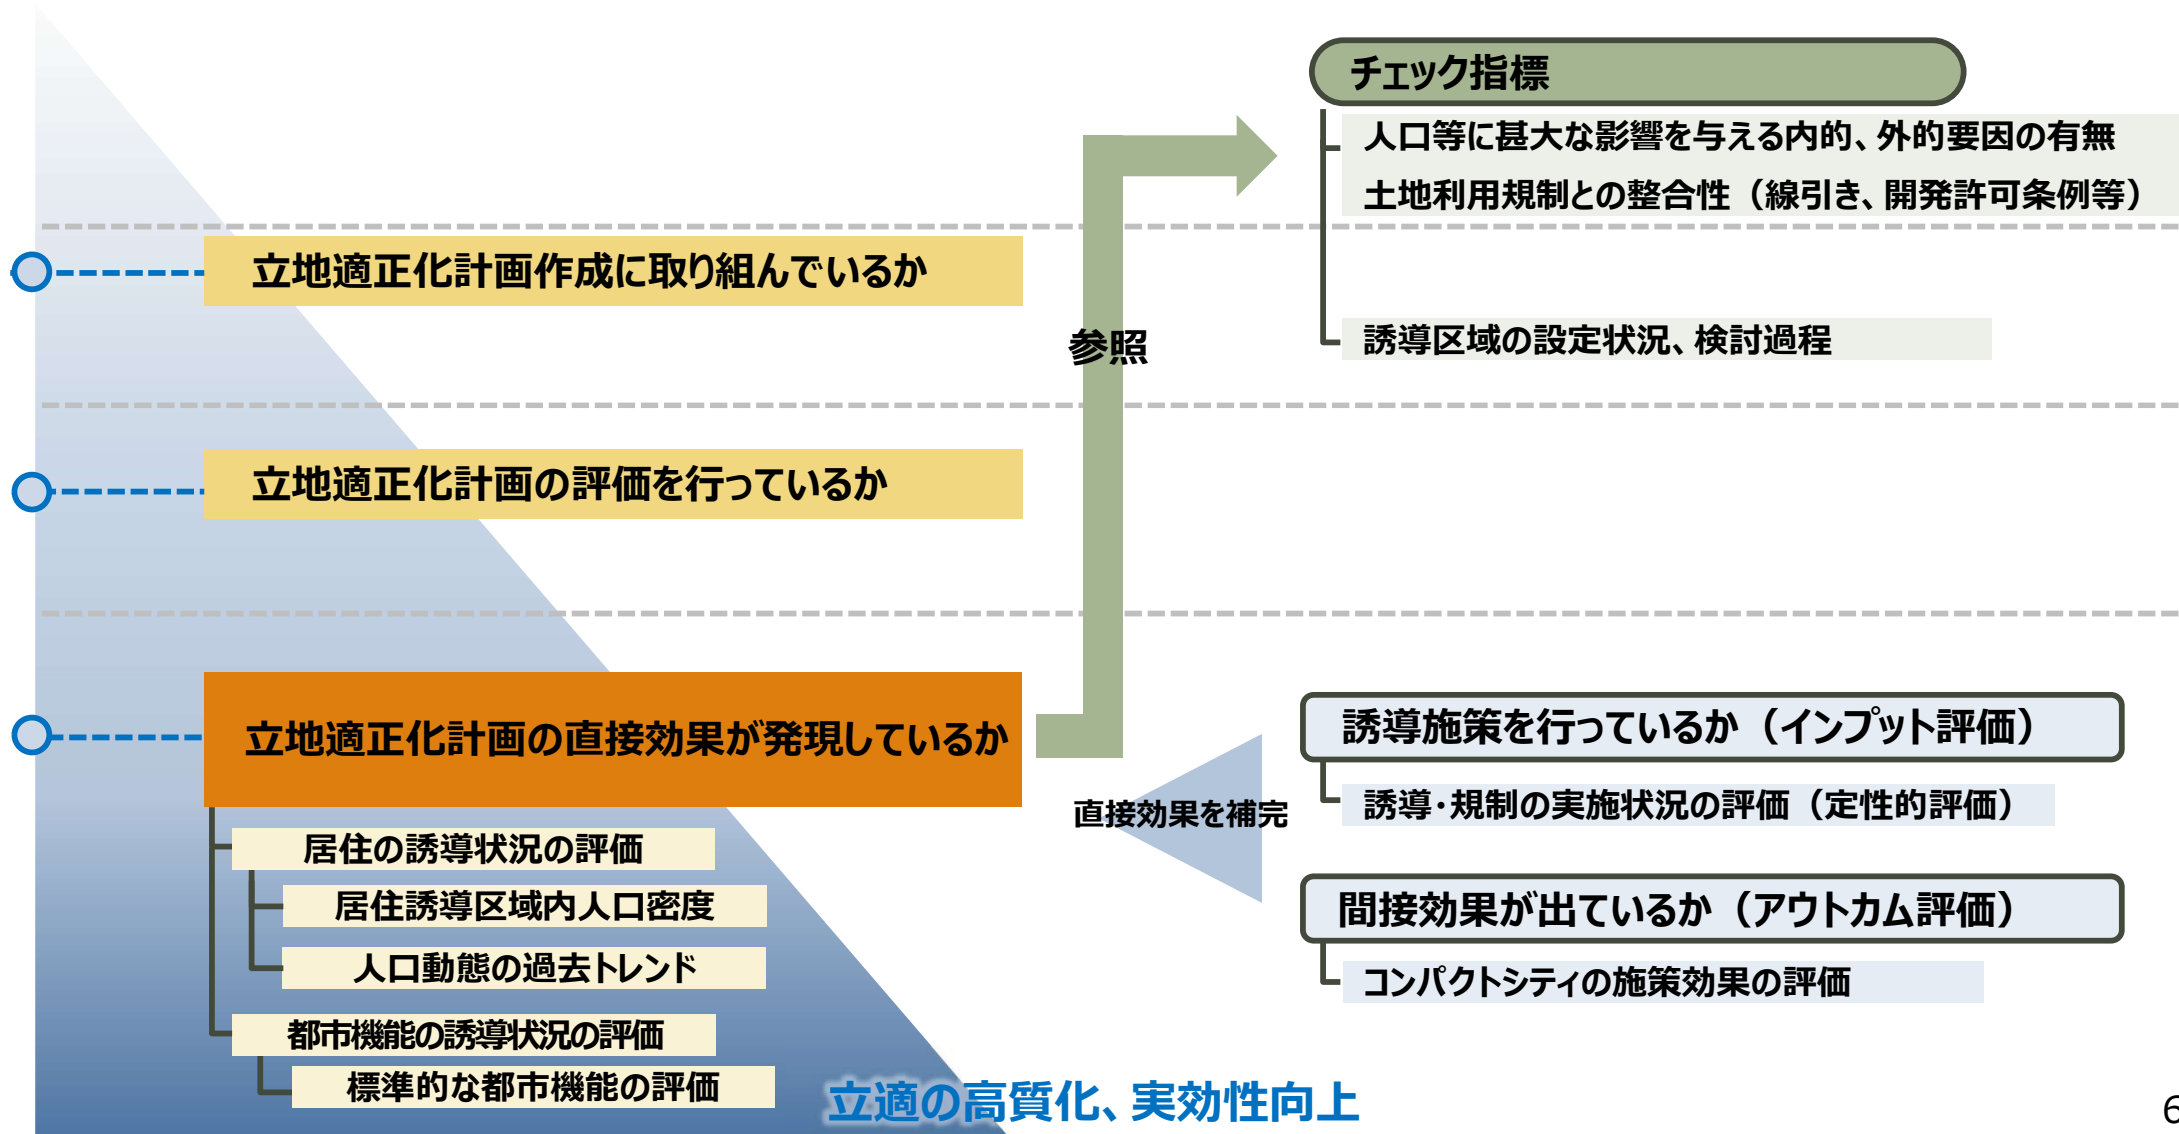 チェック指標
人口等に甚大な影響を与える内的、外的要因の有無
土地利用規制との整合性（線引き、開発許可条例等）
立地適正化計画作成に取り組んでいるか
参照
誘導区域の設定状況、検討過程
立地適正化計画の評価を行っているか
立地適正化計画の直接効果が発現しているか
居住の誘導状況の評価
居住誘導区域内人口密度
人口動態の過去トレンド
都市機能の誘導状況の評価
標準的な都市機能の評価
直接効果を補完
誘導施策を行っているか（インプット評価）
誘導・規制の実施状況の評価（定性的評価）
間接効果が出ているか（アウトカム評価）
コンパクトシティの施策効果の評価
立適の高質化、実効性向上
6